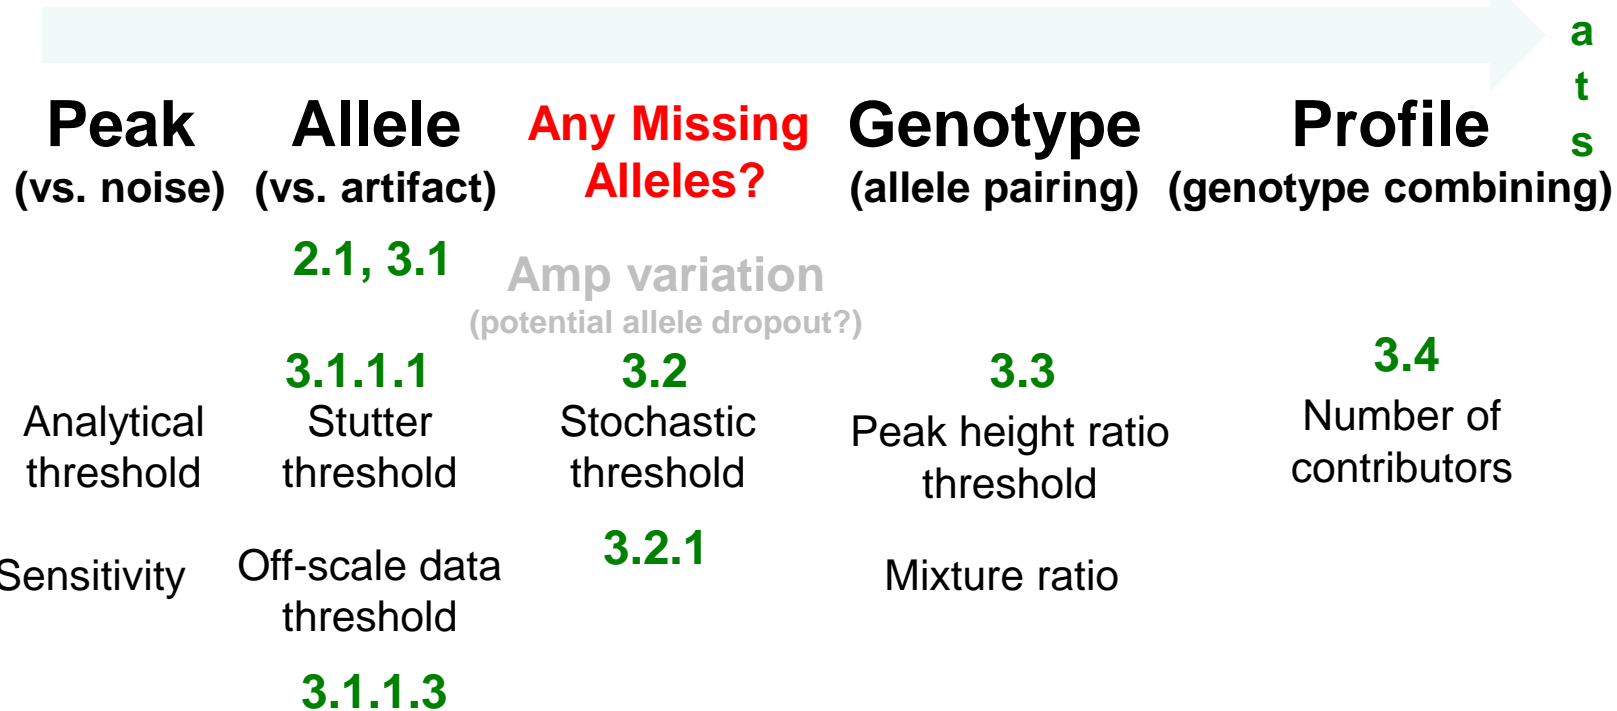 a
t
s
Peak
(vs. noise)
Allele
(vs. artifact)
Any Missing
Alleles?
Genotype
(allele pairing)
Profile
(genotype combining)
2.1, 3.1
Amp variation
(potential allele dropout?)
3.1.1.1
3.2
3.3
3.4
Analytical
threshold
Stutter
threshold
Stochastic
threshold
Peak height ratio
threshold
Number of
contributors
Sensitivity
Off-scale data
threshold
3.2.1
Mixture ratio
3.1.1.3